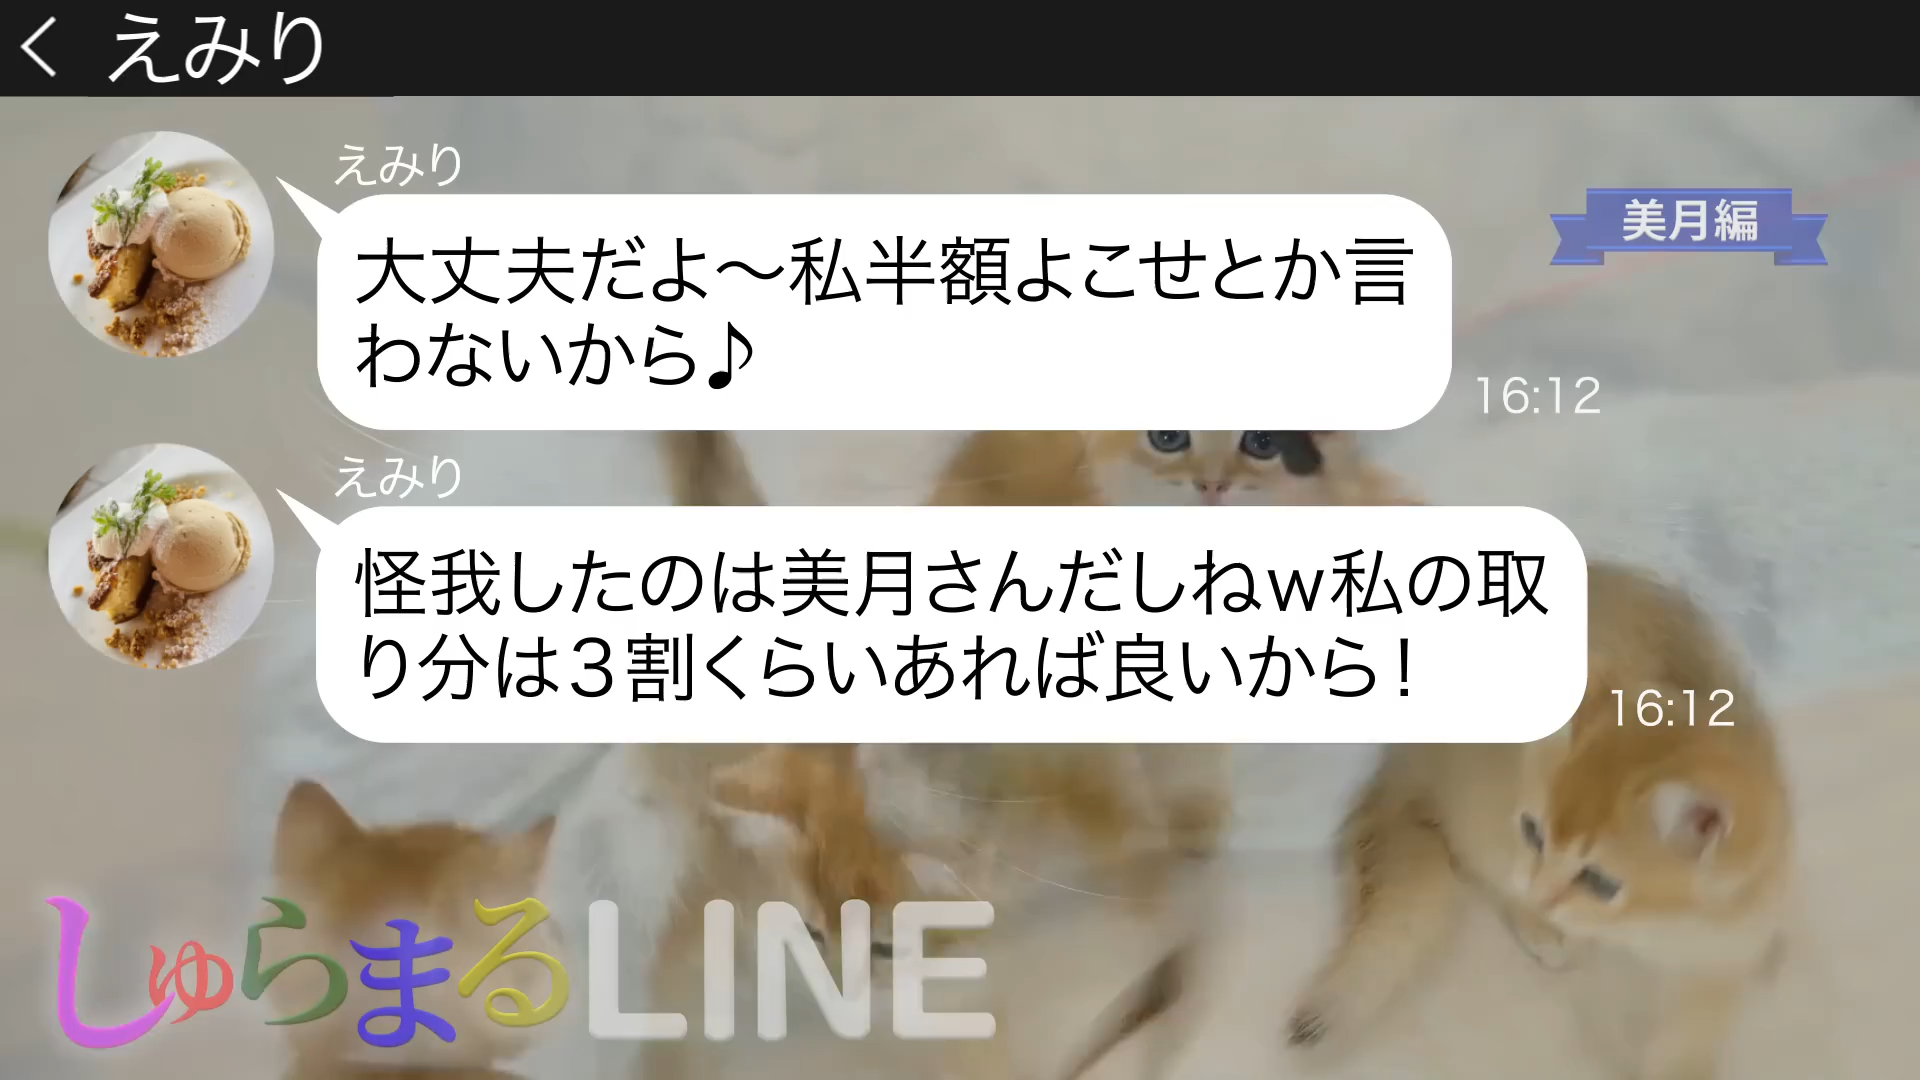 えみり
えみり
美月編
大丈夫だよ～私半額よこせとか言
わないから♪
16:12
えみり
怪我したのは美月さんだしねw私の取
り分は３割くらいあれば良いから！
16:12
しゅらまるLINE